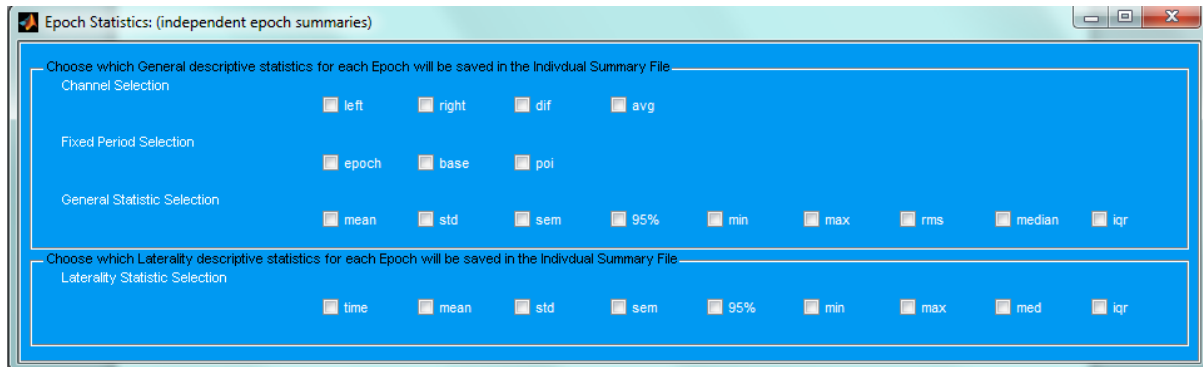 Epoch Statistics: (independent epoch summaries)
Choose which General descriptive statistics for each Epoch will be saved in the Indivdual Summary File
Channel Selection
left right dif avg
Fixed Period Selection
epoch base poi
General Statistic Selection
mean std sem 95% min max rms median iqr
Choose which Laterality descriptive statistics for each Epoch will be saved in the Indivdual Summary File
Laterality Statistic Selection
time mean std sem 95% min max med iqr